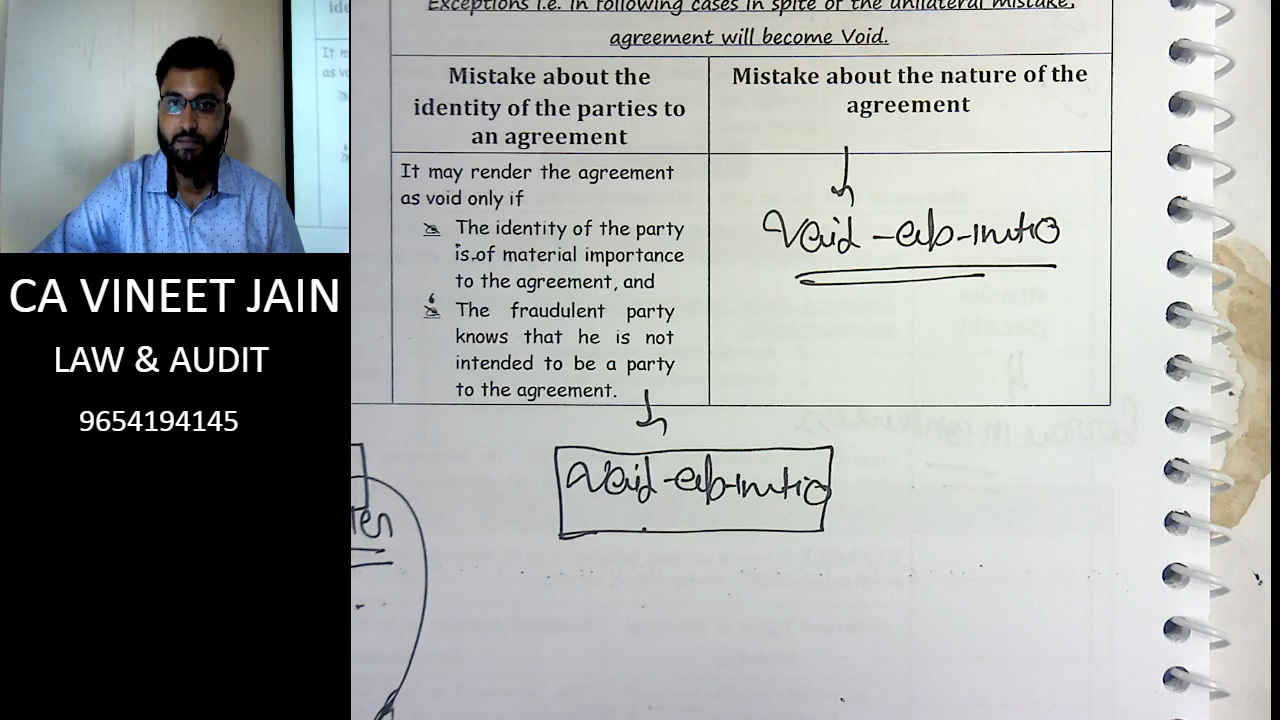 CA VINEET JAIN
LAW & AUDIT
9654194145
Exceptions i.e. in following cases in spite of the unilateral mistake,
agreement will become Void.
Mistake about the
identity of the parties to
an agreement
It may render the agreement
as void only if
The identity of the party
is of material importance
to the agreement, and
The fraudulent party
knows that he is not
intended to be a party
to the agreement.
Void-ab-initio
Mistake about the nature of the
agreement
Void-ab-initio